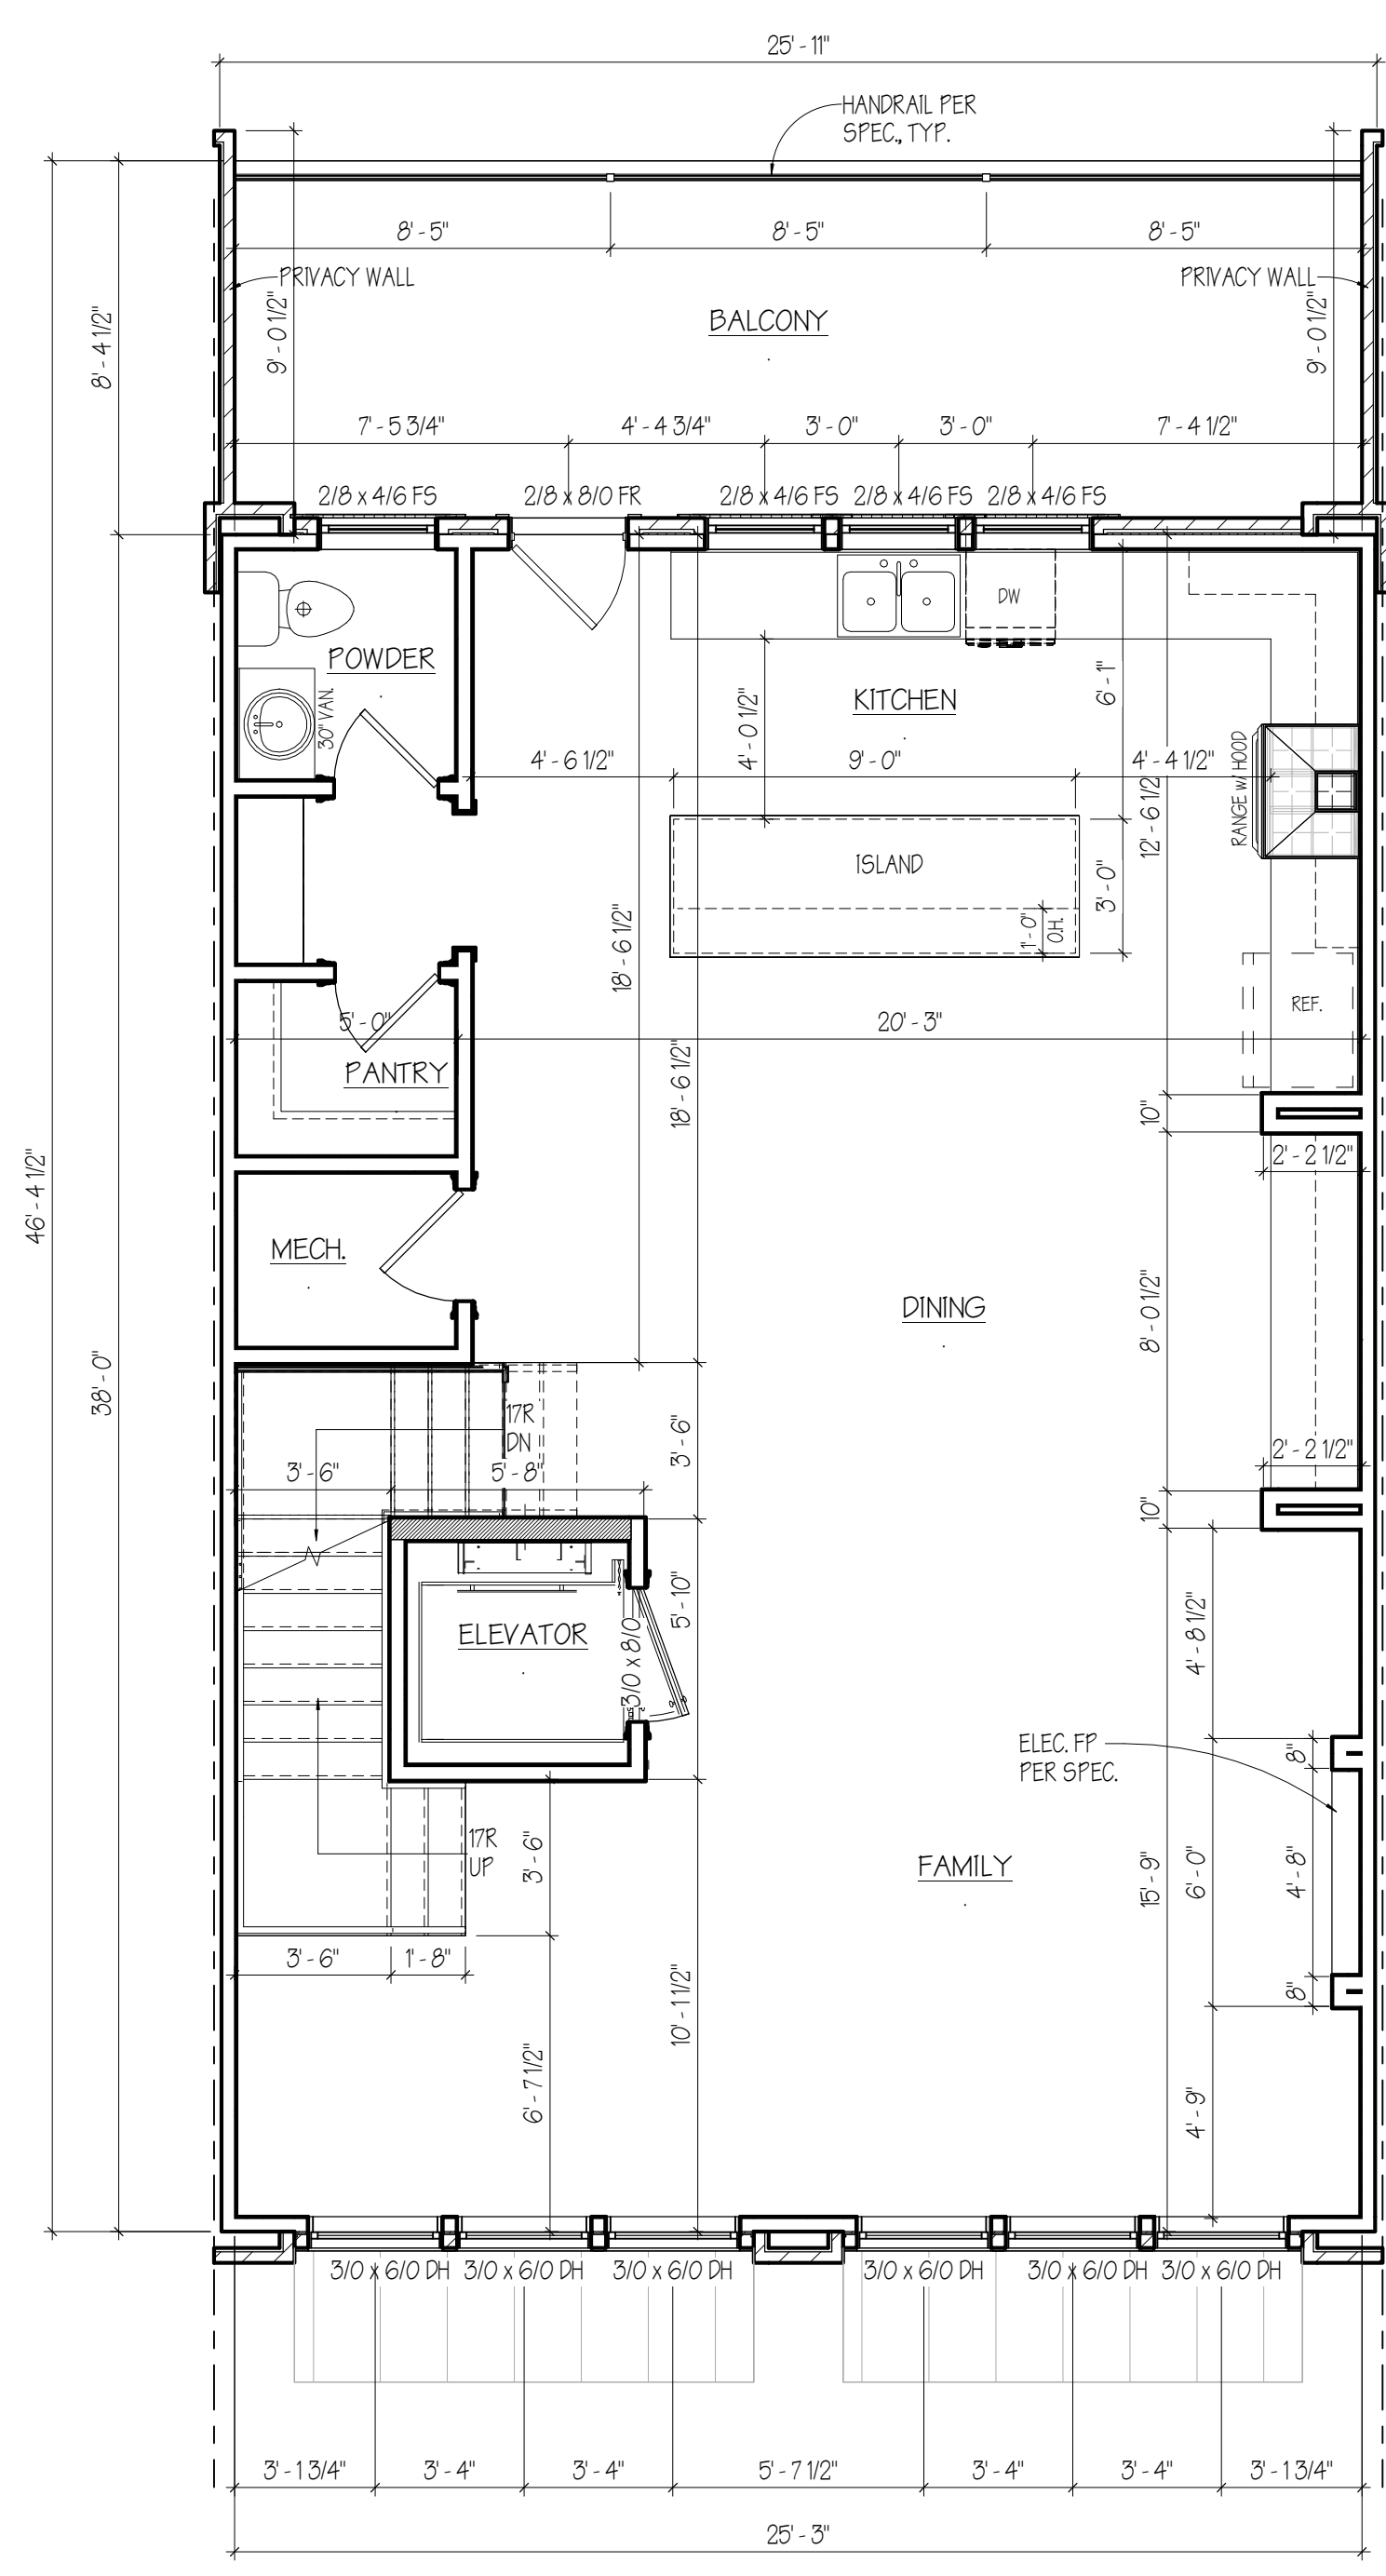 25' - 11"
HANDRAIL PER
SPEC., TYP.
8' - 5"
8' - 5"
8' - 5"
PRIVACY WALL
PRIVACY WALL
9' - 0 1/2"
9' - 0 1/2"
8' - 4 1/2"
BALCONY
7' - 5 3/4"
4' - 4 3/4"
3' - 0"
3' - 0"
7' - 4 1/2"
2/8 x 4/6 FS
2/8 x 8/0 FR
2/8 x 4/6 FS
2/8 x 4/6 FS
2/8 x 4/6 FS
DW
POWDER
30" VAN.
KITCHEN
4' - 0 1/2"
6' - 1"
4' - 6 1/2"
9' - 0"
4' - 4 1/2"
12' - 6 1/2"
RANGE w/ HOOD
ISLAND
3' - 0"
1' - 0"
O.H.
18' - 6 1/2"
REF.
5' - 0"
20' - 3"
PANTRY
18' - 6 1/2"
10"
2' - 2 1/2"
46' - 4 1/2"
MECH.
DINING
8' - 0 1/2"
38' - 0"
17R
DN
3' - 6"
3' - 6"
5' - 8"
2' - 2 1/2"
10"
5' - 10"
ELEVATOR
3/0 x 8/0
4' - 8 1/2"
ELEC. FP
PER SPEC.
8"
17R
UP
3' - 6"
FAMILY
15' - 9"
6' - 0"
4' - 8"
3' - 6"
1' - 8"
8"
10' - 1 1/2"
6' - 7 1/2"
4' - 9"
3/0 x 6/0 DH
3/0 x 6/0 DH
3/0 x 6/0 DH
3/0 x 6/0 DH
3/0 x 6/0 DH
3/0 x 6/0 DH
3' - 1 3/4"
3' - 4"
3' - 4"
5' - 7 1/2"
3' - 4"
3' - 4"
3' - 1 3/4"
25' - 3"